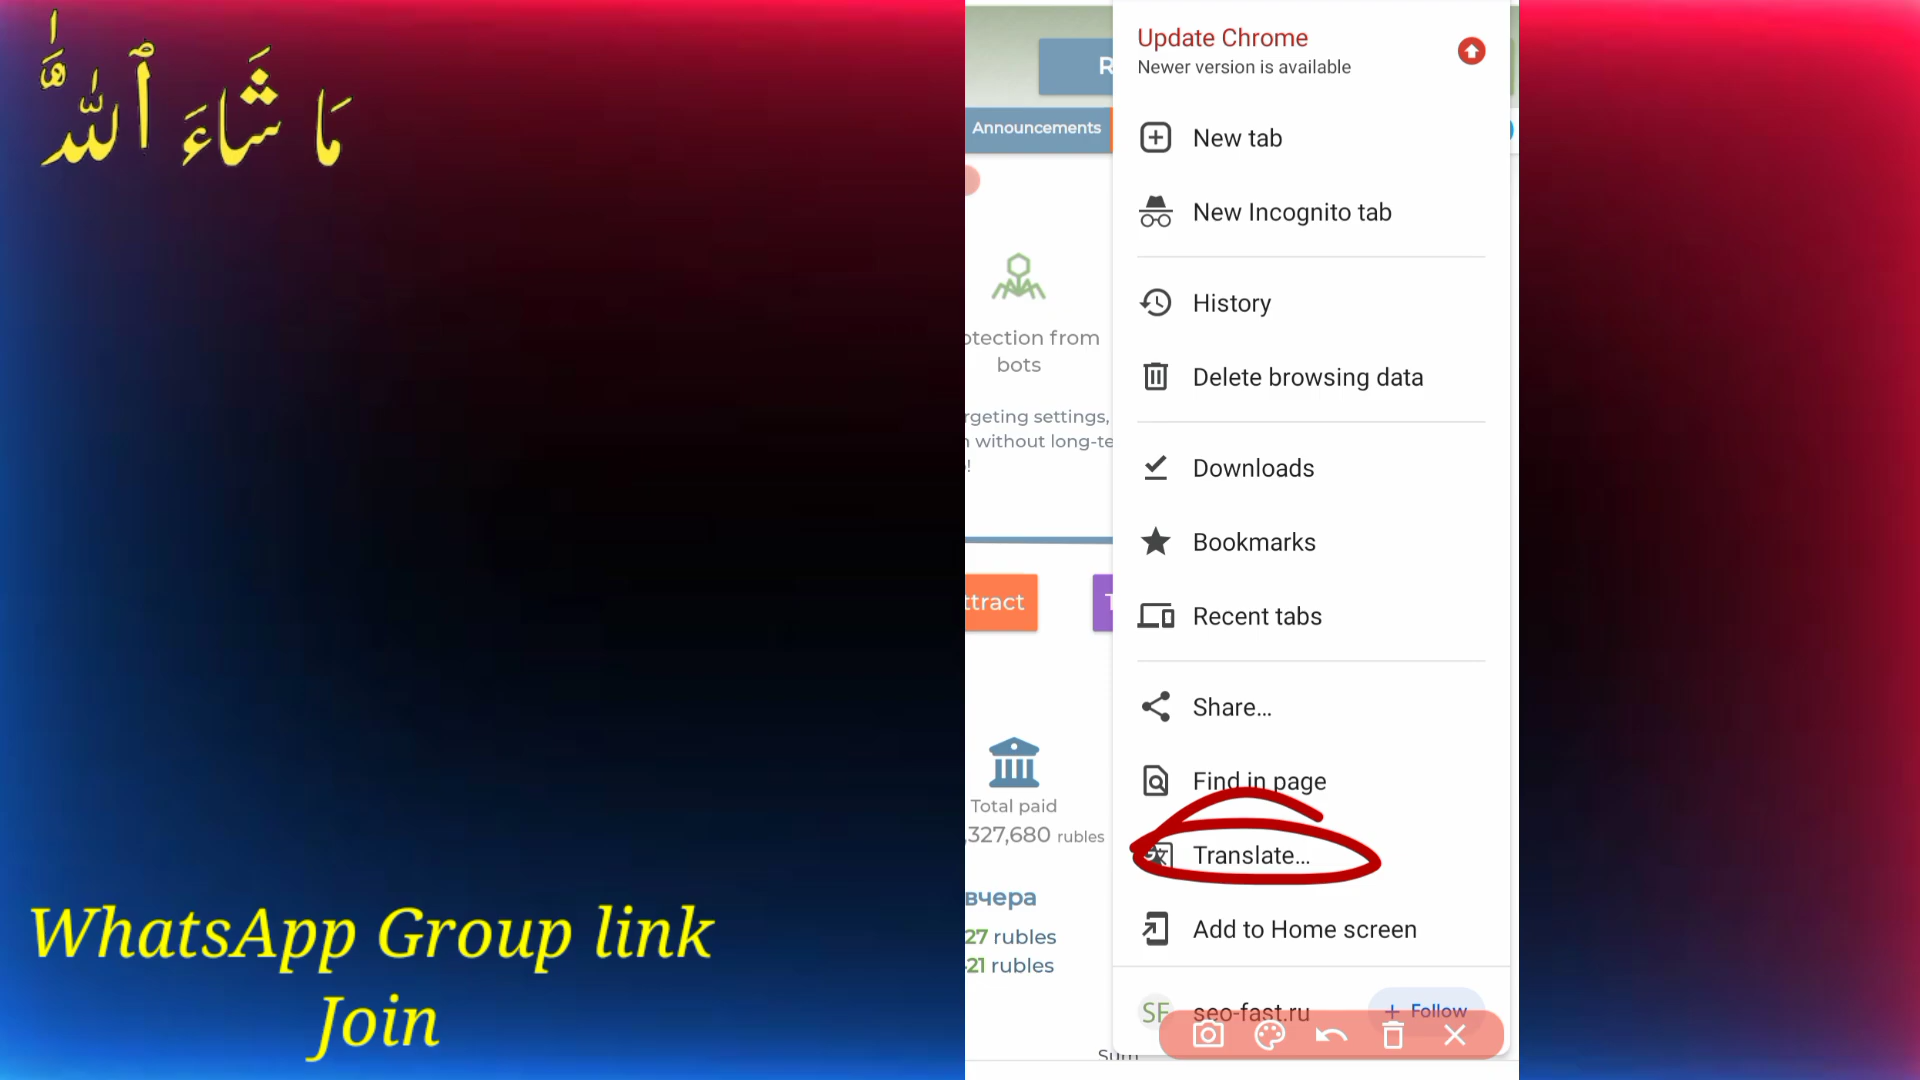 مَا شَاءَ ٱللّٰهُ
WhatsApp Group link
Join
Announcements
otection from
bots
rgeting settings,
without long-te
ttract
Total paid
,327,680 rubles
вчера
27 rubles
21 rubles
Sum
Update Chrome
Newer version is available
New tab
New Incognito tab
History
Delete browsing data
Downloads
Bookmarks
Recent tabs
Share...
Find in page
Translate...
Add to Home screen
SF seo-fast.ru + Follow